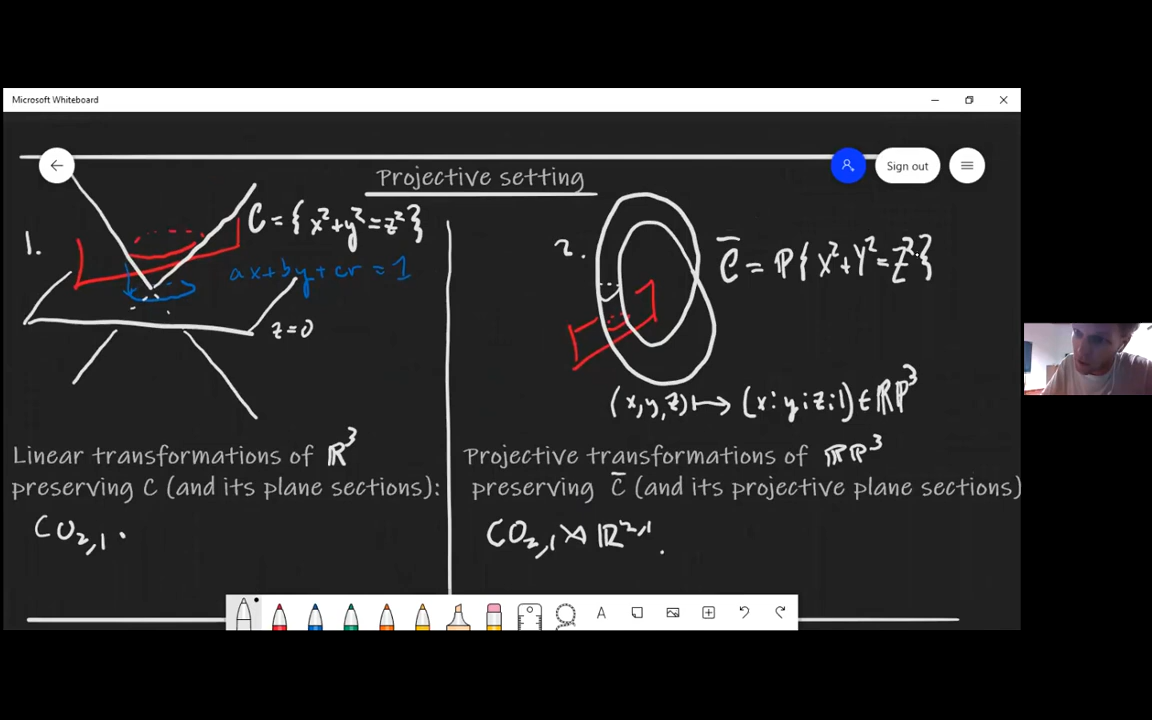 Microsoft Whiteboard
Sign out
Projective setting
1.
C = { x² + y² = z² }
ax + by + cr = 1
z = 0
Linear transformations of ℝ³
preserving C (and its plane sections):
CO₂,₁ .
2.
C̄ = P{ X² + Y² = Z² }
(x, y, z) ↦ (x : y : z : 1) ∈ ℝP³
Projective transformations of ℝP³
preserving C̄ (and its projective plane sections)
CO₂,₁ ⋊ ℝ²,¹ .
A